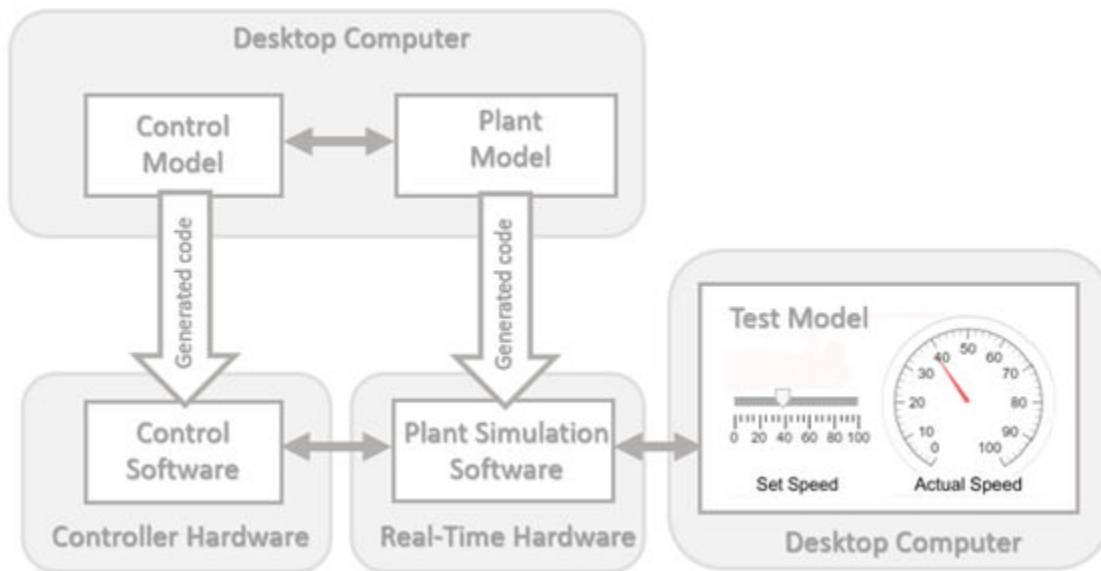 Desktop Computer
Control
Model
Plant
Model
Generated code
Generated code
Test Model
0 20 40 60 80 100
Set Speed
0
10
20
30
40
50
60
70
80
90
100
Actual Speed
Control
Software
Plant Simulation
Software
Controller Hardware
Real-Time Hardware
Desktop Computer